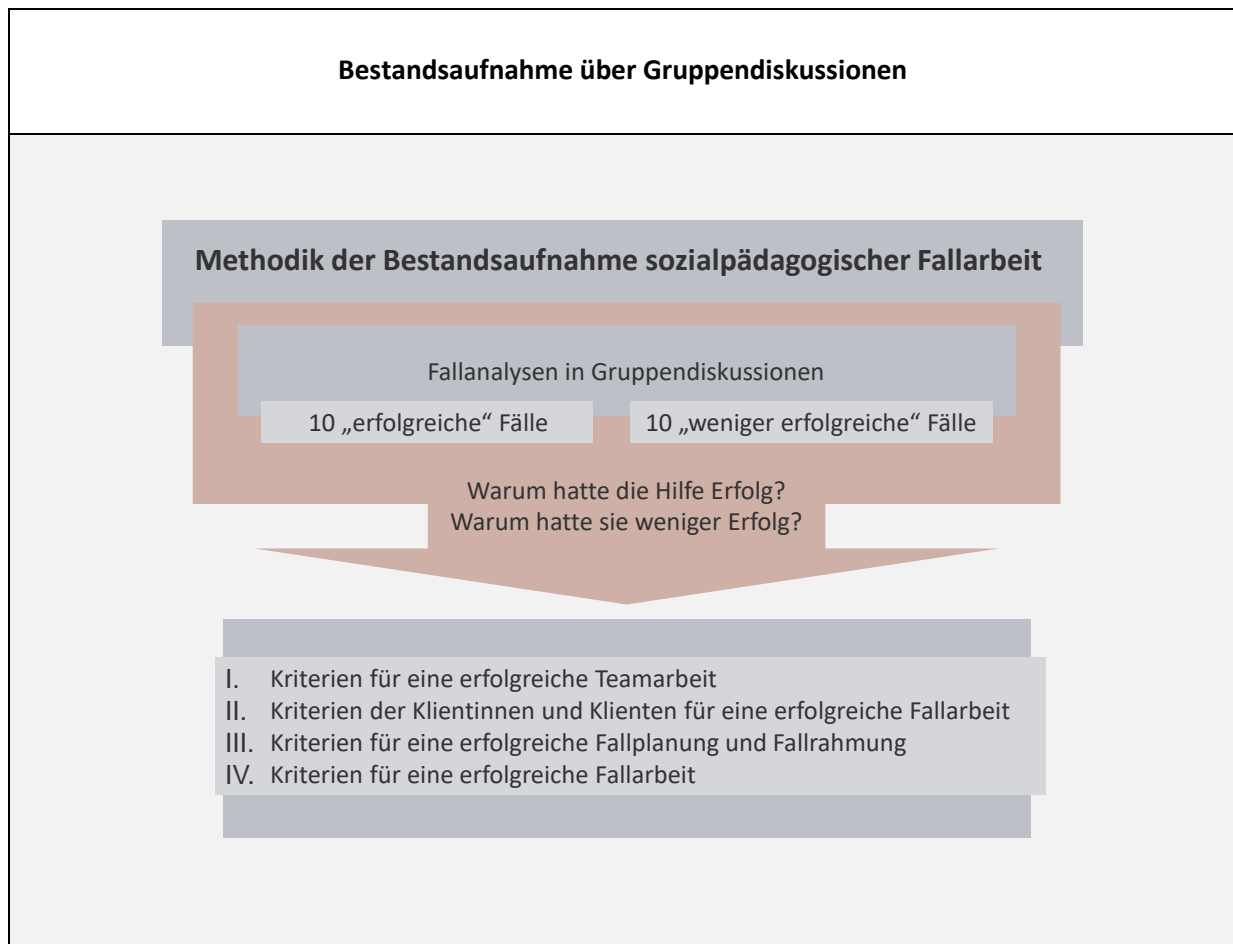 Bestandsaufnahme über Gruppendiskussionen
Methodik der Bestandsaufnahme sozialpädagogischer Fallarbeit
Fallanalysen in Gruppendiskussionen
10 „erfolgreiche“ Fälle
10 „weniger erfolgreiche“ Fälle
Warum hatte die Hilfe Erfolg?
Warum hatte sie weniger Erfolg?
I. Kriterien für eine erfolgreiche Teamarbeit
II. Kriterien der Klientinnen und Klienten für eine erfolgreiche Fallarbeit
III. Kriterien für eine erfolgreiche Fallplanung und Fallrahmung
IV. Kriterien für eine erfolgreiche Fallarbeit